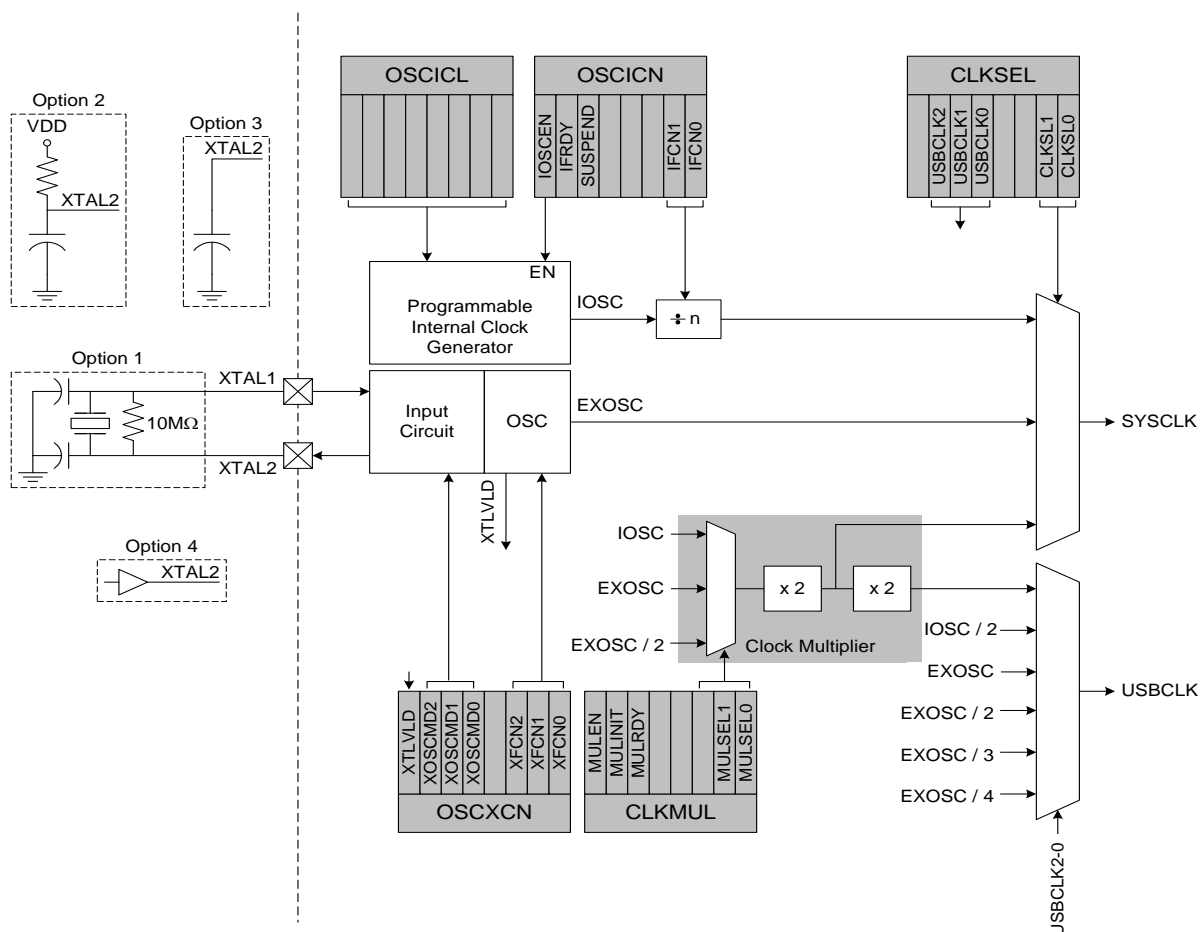 OSCICL
OSCICN
IOSCEN
IFRDY
SUSPEND
IFCN1
IFCN0
CLKSEL
USBCLK2
USBCLK1
USBCLK0
CLKSL1
CLKSL0
Option 2
VDD
XTAL2
Option 3
XTAL2
EN
Programmable
Internal Clock
Generator
IOSC
÷ n
Option 1
10MΩ
XTAL1
XTAL2
Input
Circuit
OSC
EXOSC
XTLVLD
SYSCLK
Option 4
XTAL2
IOSC
EXOSC
EXOSC / 2
x 2
x 2
Clock Multiplier
IOSC / 2
EXOSC
EXOSC / 2
EXOSC / 3
EXOSC / 4
USBCLK
USBCLK2-0
XTLVLD
XOSCMD2
XOSCMD1
XOSCMD0
XFCN2
XFCN1
XFCN0
OSCXCN
MULEN
MULINIT
MULRDY
MULSEL1
MULSEL0
CLKMUL